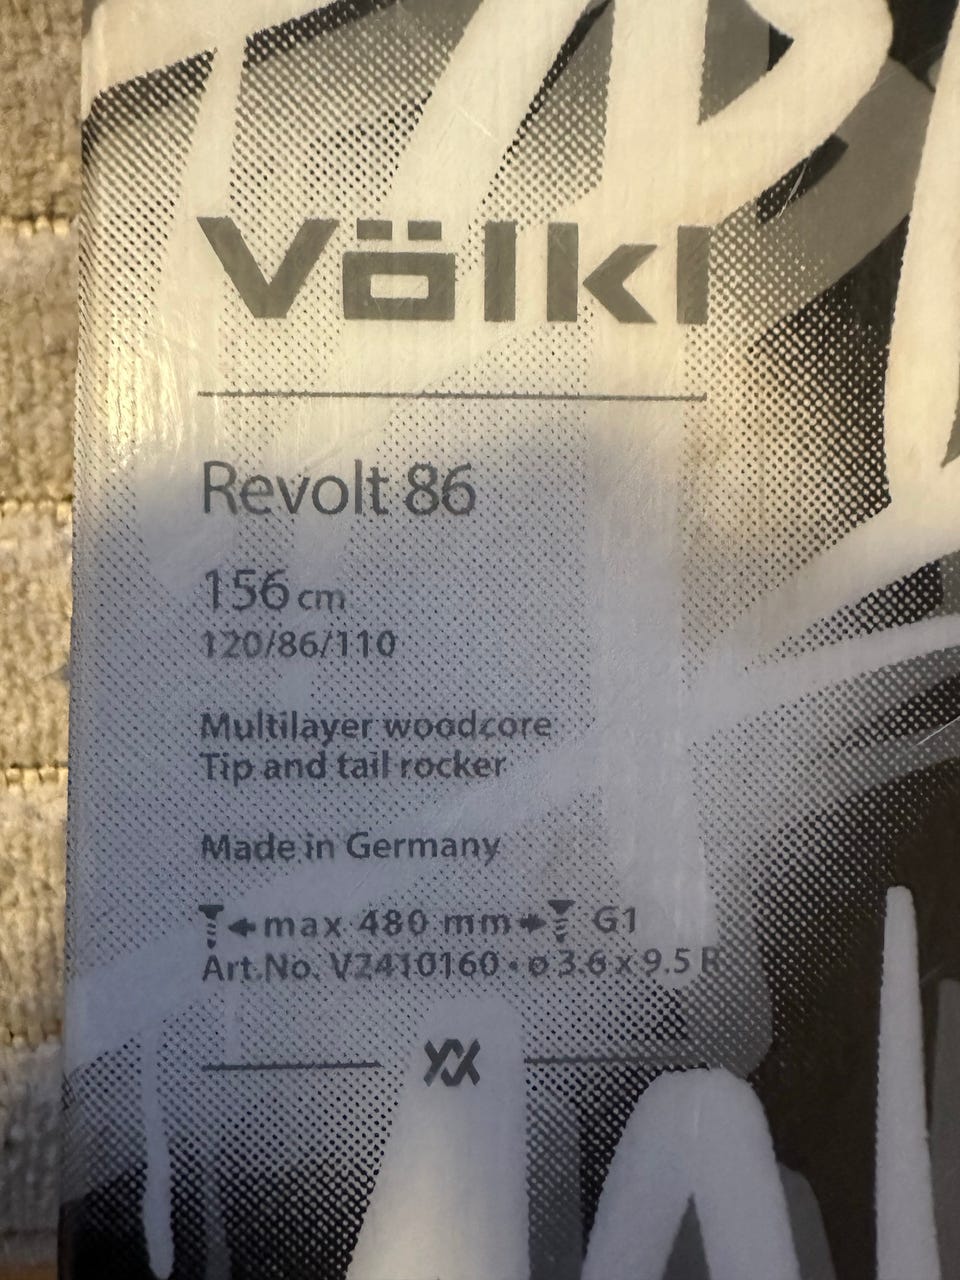 Völkl
Revolt 86
156 cm
120/86/110
Multilayer woodcore
Tip and tail rocker
Made in Germany
max 480 mm G1
Art.No. V2410160 • ø 3.6 x 9.5 R